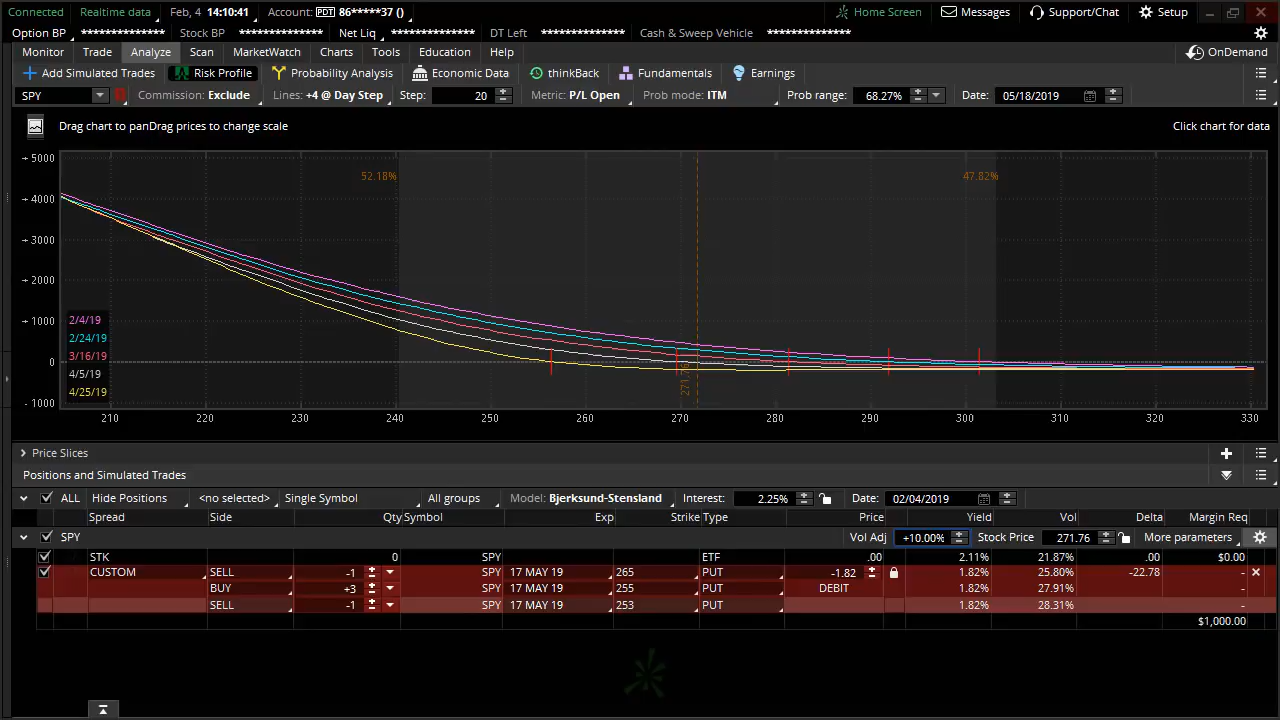 Connected Realtime data Feb, 4 14:10:41 Account: PDT 86*****37 () Home Screen Messages Support/Chat Setup
Option BP ************** Stock BP ************** Net Liq ************** DT Left ************** Cash & Sweep Vehicle **************
Monitor Trade Analyze Scan MarketWatch Charts Tools Education Help OnDemand
Add Simulated Trades Risk Profile Probability Analysis Economic Data thinkBack Fundamentals Earnings
SPY Commission: Exclude Lines: +4 @ Day Step Step: 20 Metric: P/L Open Prob mode: ITM Prob range: 68.27% Date: 05/18/2019
Drag chart to panDrag prices to change scale Click chart for data
+5000
52.18% 47.82%
+4000
+3000
+2000
+1000
2/4/19
2/24/19
0
3/16/19
4/5/19
4/25/19
-1000
210 220 230 240 250 260 270 280 290 300 310 320 330
Price Slices
Positions and Simulated Trades
ALL Hide Positions <no selected> Single Symbol All groups Model: Bjerksund-Stensland Interest: 2.25% Date: 02/04/2019
Spread Side Qty Symbol Exp Strike Type Price Yield Vol Delta Margin Req
SPY Vol Adj +10.00% Stock Price 271.76 More parameters
STK 0 SPY ETF .00 2.11% 21.87% .00 $0.00
CUSTOM SELL -1 SPY 17 MAY 19 265 PUT -1.82 1.82% 25.80% -22.78 -
BUY +3 SPY 17 MAY 19 255 PUT DEBIT 1.82% 27.91% -
SELL -1 SPY 17 MAY 19 253 PUT 1.82% 28.31% -
$1,000.00